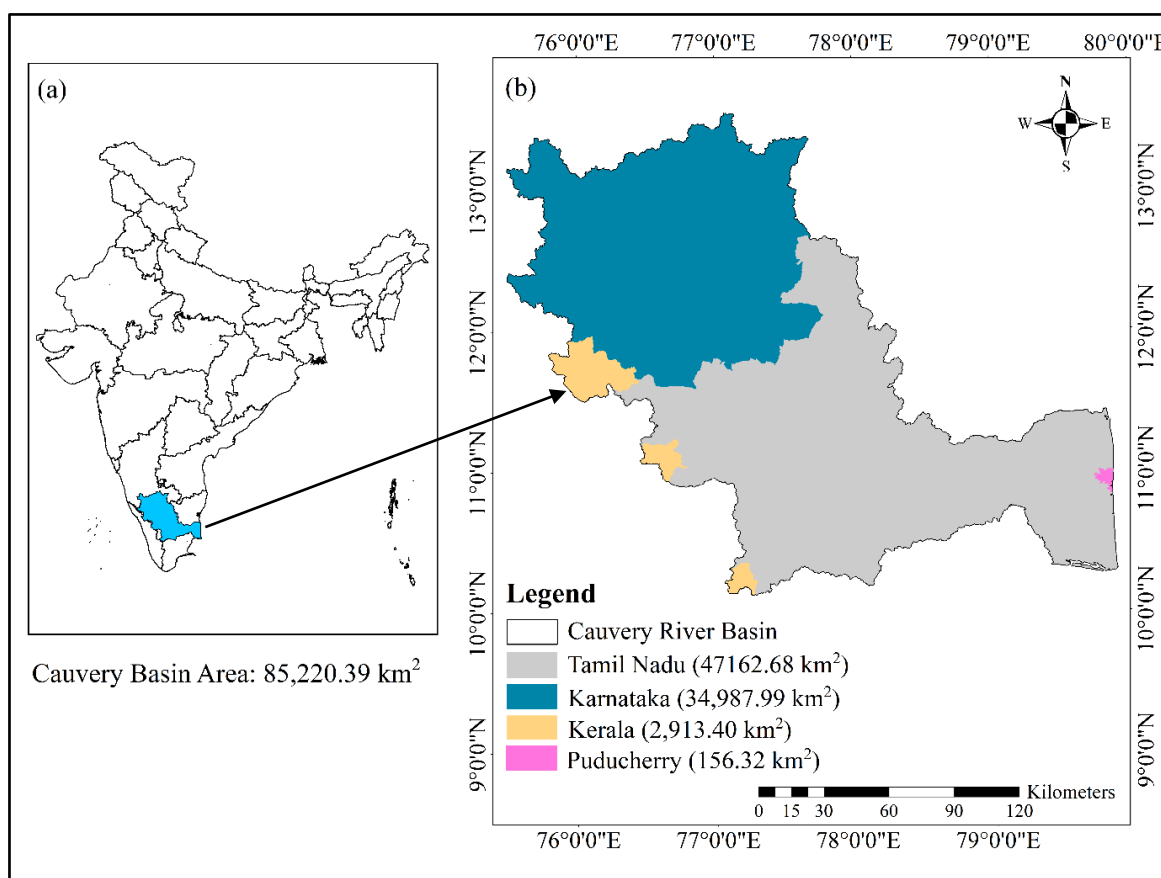 (a)
Cauvery Basin Area: 85,220.39 km²
76°0'0"E 77°0'0"E 78°0'0"E 79°0'0"E 80°0'0"E
(b)
N
W E
S
13°0'0"N 13°0'0"N
12°0'0"N 12°0'0"N
11°0'0"N 11°0'0"N
10°0'0"N 10°0'0"N
9°0'0"N 9°0'0"N
Legend
Cauvery River Basin
Tamil Nadu (47162.68 km²)
Karnataka (34,987.99 km²)
Kerala (2,913.40 km²)
Puducherry (156.32 km²)
Kilometers
0 15 30 60 90 120
76°0'0"E 77°0'0"E 78°0'0"E 79°0'0"E